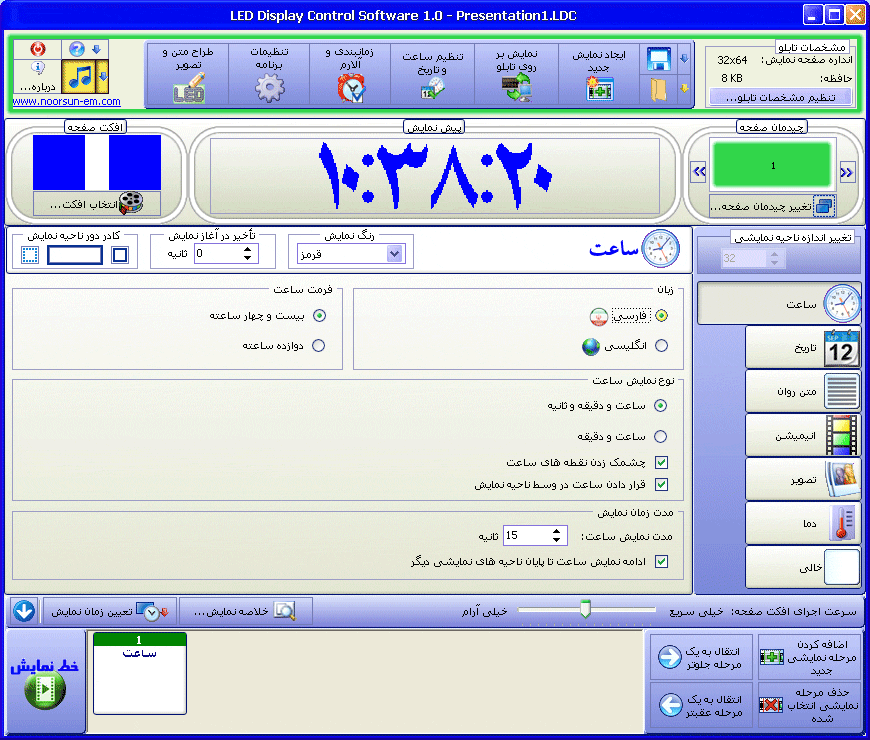 LED Display Control Software 1.0 - Presentation1.LDC
مشخصات تابلو
اندازه صفحه نمایش: 32x64
حافظه: 8 KB
تنظیم مشخصات تابلو...
ایجاد نمایش جدید
نمایش بر روی تابلو
تنظیم ساعت و تاریخ
زمانبندی و آلارم
تنظیمات برنامه
طراح متن و تصویر
LED
درباره...
www.noorsun-em.com
چیدمان صفحه
1
تغییر چیدمان صفحه...
پیش نمایش
۱۰:۳۸:۲۰
افکت صفحه
انتخاب افکت...
تغییر اندازه ناحیه نمایشی
32
ساعت
تاریخ
SEP
12
متن روان
انیمیشن
تصویر
دما
خالی
ساعت
رنگ نمایش
قرمز
تأخیر در آغاز نمایش
0 ثانیه
کادر دور ناحیه نمایش
زبان
فارسی
انگلیسی
فرمت ساعت
بیست و چهار ساعته
دوازده ساعته
نوع نمایش ساعت
ساعت و دقیقه و ثانیه
ساعت و دقیقه
چشمک زدن نقطه های ساعت
قرار دادن ساعت در وسط ناحیه نمایش
مدت زمان نمایش
مدت نمایش ساعت: 15 ثانیه
ادامه نمایش ساعت تا پایان ناحیه های نمایشی دیگر
سرعت اجرای افکت صفحه: خیلی سریع
خیلی آرام
خلاصه نمایش...
تعیین زمان نمایش
اضافه کردن مرحله نمایشی جدید
انتقال به یک مرحله جلوتر
حذف مرحله نمایشی انتخاب شده
انتقال به یک مرحله عقبتر
1
ساعت
خط نمایش